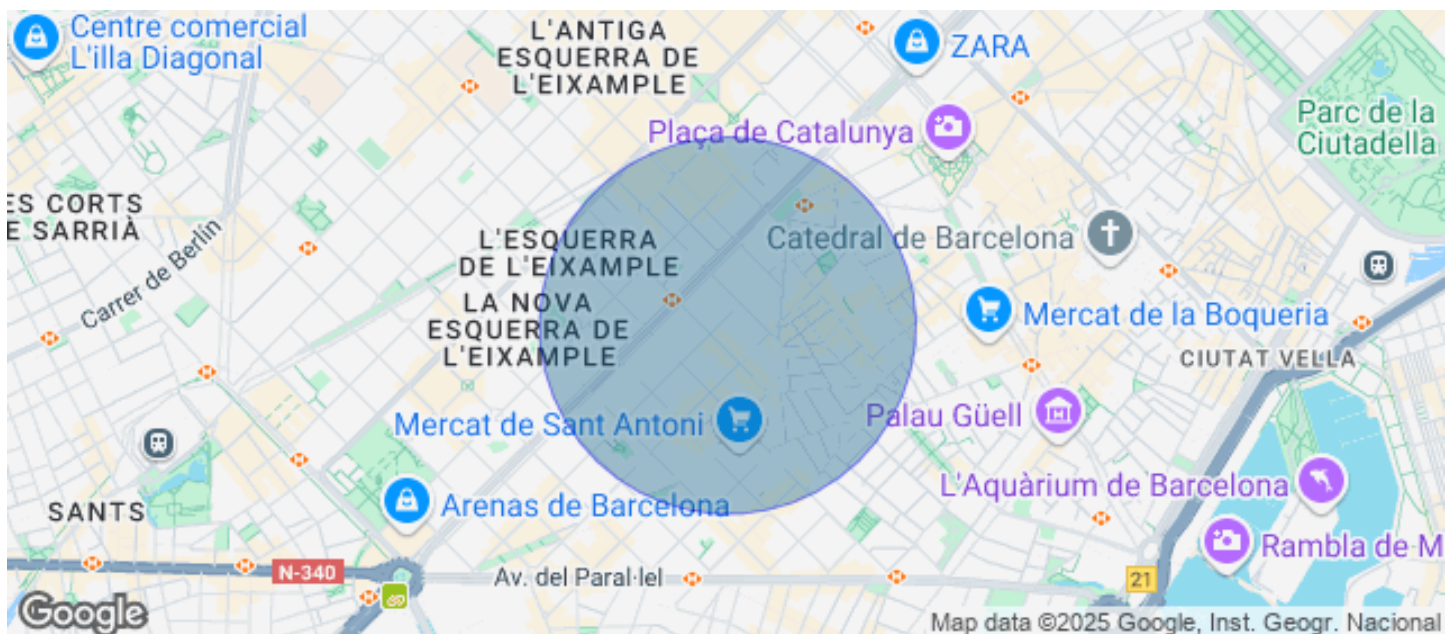 Centre comercial
L'illa Diagonal
L'ANTIGA
ESQUERRA DE
L'EIXAMPLE
ZARA
Plaça de Catalunya
Parc de la
Ciutadella
ES CORTS
E SARRIÀ
Carrer de Berlín
L'ESQUERRA
DE L'EIXAMPLE
LA NOVA
ESQUERRA DE
L'EIXAMPLE
Catedral de Barcelona
Mercat de la Boqueria
CIUTAT VELLA
Mercat de Sant Antoni
Palau Güell
L'Aquàrium de Barcelona
Arenas de Barcelona
SANTS
Rambla de M
N-340
Av. del Paral·lel
21
Google
Map data ©2025 Google, Inst. Geogr. Nacional